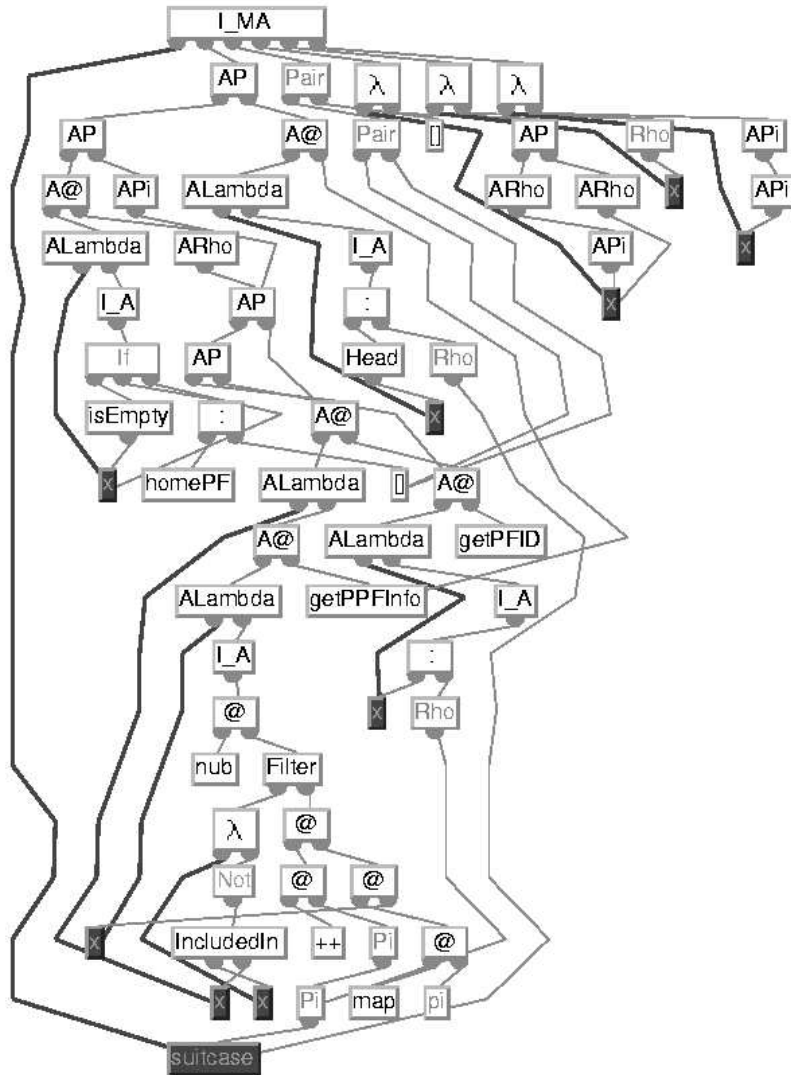 I_MA
AP Pair λ λ λ
AP A@ Pair [] AP Rho APi
A@ APi ALambda ARho ARho x APi
ALambda ARho I_A APi x
I_A AP : x
If AP Head Rho
isEmpty : A@ x
x homePF ALambda [] A@
A@ ALambda getPFID
ALambda getPPFInfo I_A
I_A :
@ x Rho
nub Filter
λ @
Not @ @
x IncludedIn ++ Pi @
x x Pi map pi
suitcase